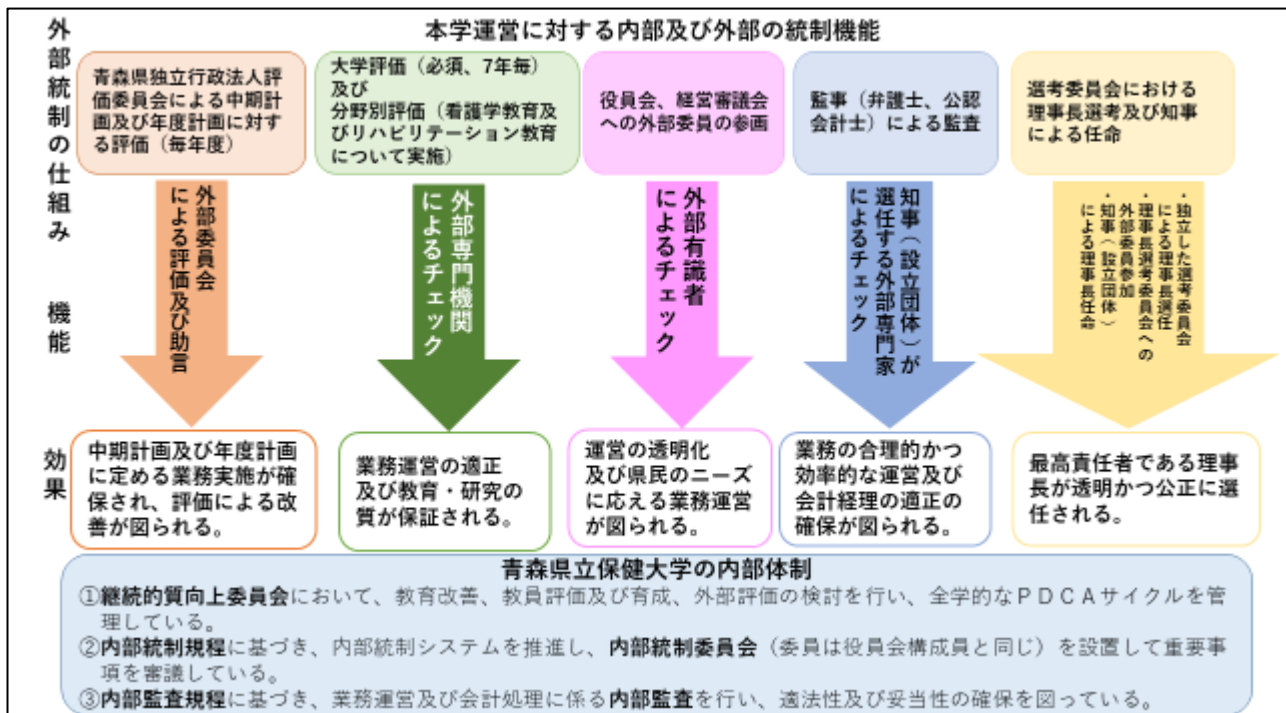 本学運営に対する内部及び外部の統制機能
外部統制の仕組み
青森県独立行政法人評
価委員会による中期計
画及び年度計画に対す
る評価（毎年度）
大学評価（必須、7年毎）
及び
分野別評価（看護学教育及
びリハビリテーション教育
について実施）
役員会、経営審議会
への外部委員の参画
監事（弁護士、公認
会計士）による監査
選考委員会における
理事長選考及び知事
による任命
機能
外部委員会
による評価及び助言
外部専門機関
によるチェック
外部有識者
によるチェック
知事（設立団体）が
選任する外部専門家
によるチェック
・独立した選考委員会
による理事長選任
・理事長選考委員会への
外部委員参加
・知事（設立団体）
による理事長任命
効果
中期計画及び年度計画
に定める業務実施が確
保され、評価による改
善が図られる。
業務運営の適正
及び教育・研究の
質が保証される。
運営の透明化
及び県民のニーズ
に応える業務運営
が図られる。
業務の合理的かつ
効率的な運営及び
会計経理の適正の
確保が図られる。
最高責任者である理事
長が透明かつ公正に選
任される。
青森県立保健大学の内部体制
①継続的質向上委員会において、教育改善、教員評価及び育成、外部評価の検討を行い、全学的なＰＤＣＡサイクルを管
理している。
②内部統制規程に基づき、内部統制システムを推進し、内部統制委員会（委員は役員会構成員と同じ）を設置して重要事
項を審議している。
③内部監査規程に基づき、業務運営及び会計処理に係る内部監査を行い、適法性及び妥当性の確保を図っている。